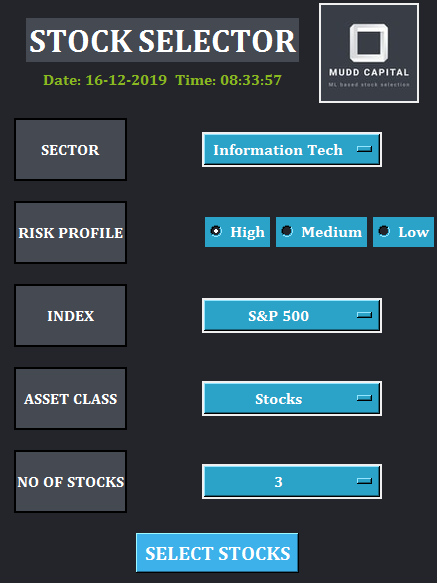 STOCK SELECTOR
Date: 16-12-2019 Time: 08:33:57
MUDD CAPITAL
ML based stock selection
SECTOR
Information Tech
RISK PROFILE
High
Medium
Low
INDEX
S&P 500
ASSET CLASS
Stocks
NO OF STOCKS
3
SELECT STOCKS